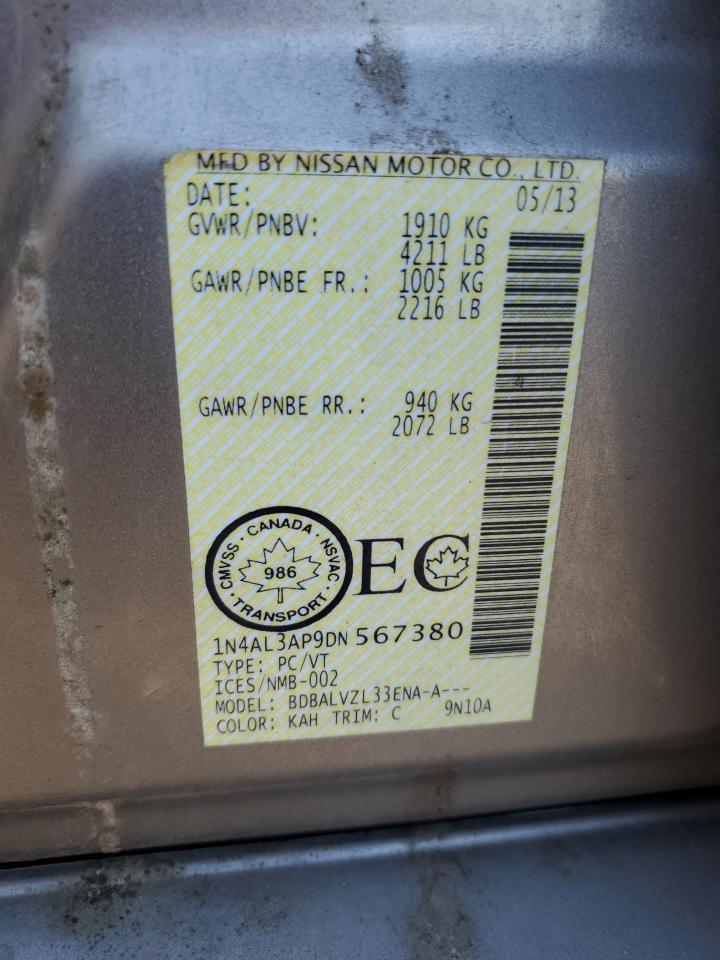 MFD BY NISSAN MOTOR CO., LTD.
DATE: 05/13
GVWR/PNBV: 1910 KG
4211 LB
GAWR/PNBE FR.: 1005 KG
2216 LB
GAWR/PNBE RR.: 940 KG
2072 LB
CMVSS · CANADA · NSVAC · TRANSPORT ·
986
EC
1N4AL3AP9DN 567380
TYPE: PC/VT
ICES/NMB-002
MODEL: BDBALVZL33ENA-A---
COLOR: KAH TRIM: C 9N10A